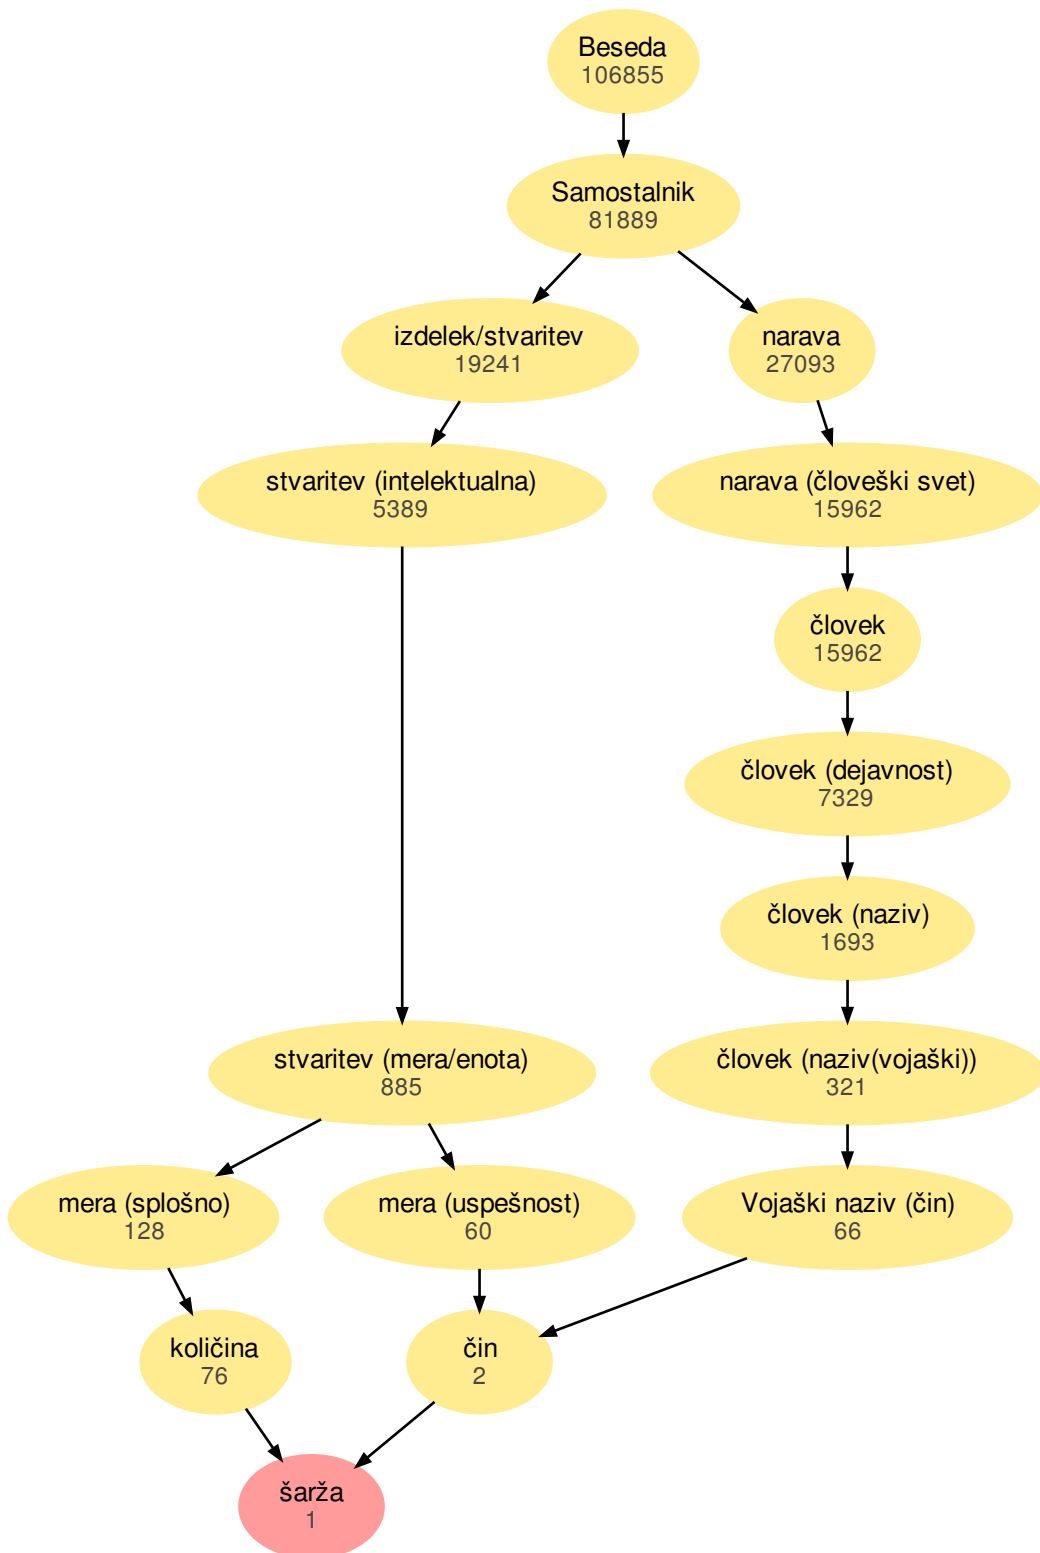 Beseda
106855
Samostalnik
81889
izdelek/stvaritev
19241
narava
27093
stvaritev (intelektualna)
5389
narava (človeški svet)
15962
človek
15962
človek (dejavnost)
7329
človek (naziv)
1693
stvaritev (mera/enota)
885
človek (naziv(vojaški))
321
mera (splošno)
128
mera (uspešnost)
60
Vojaški naziv (čin)
66
količina
76
čin
2
šarža
1